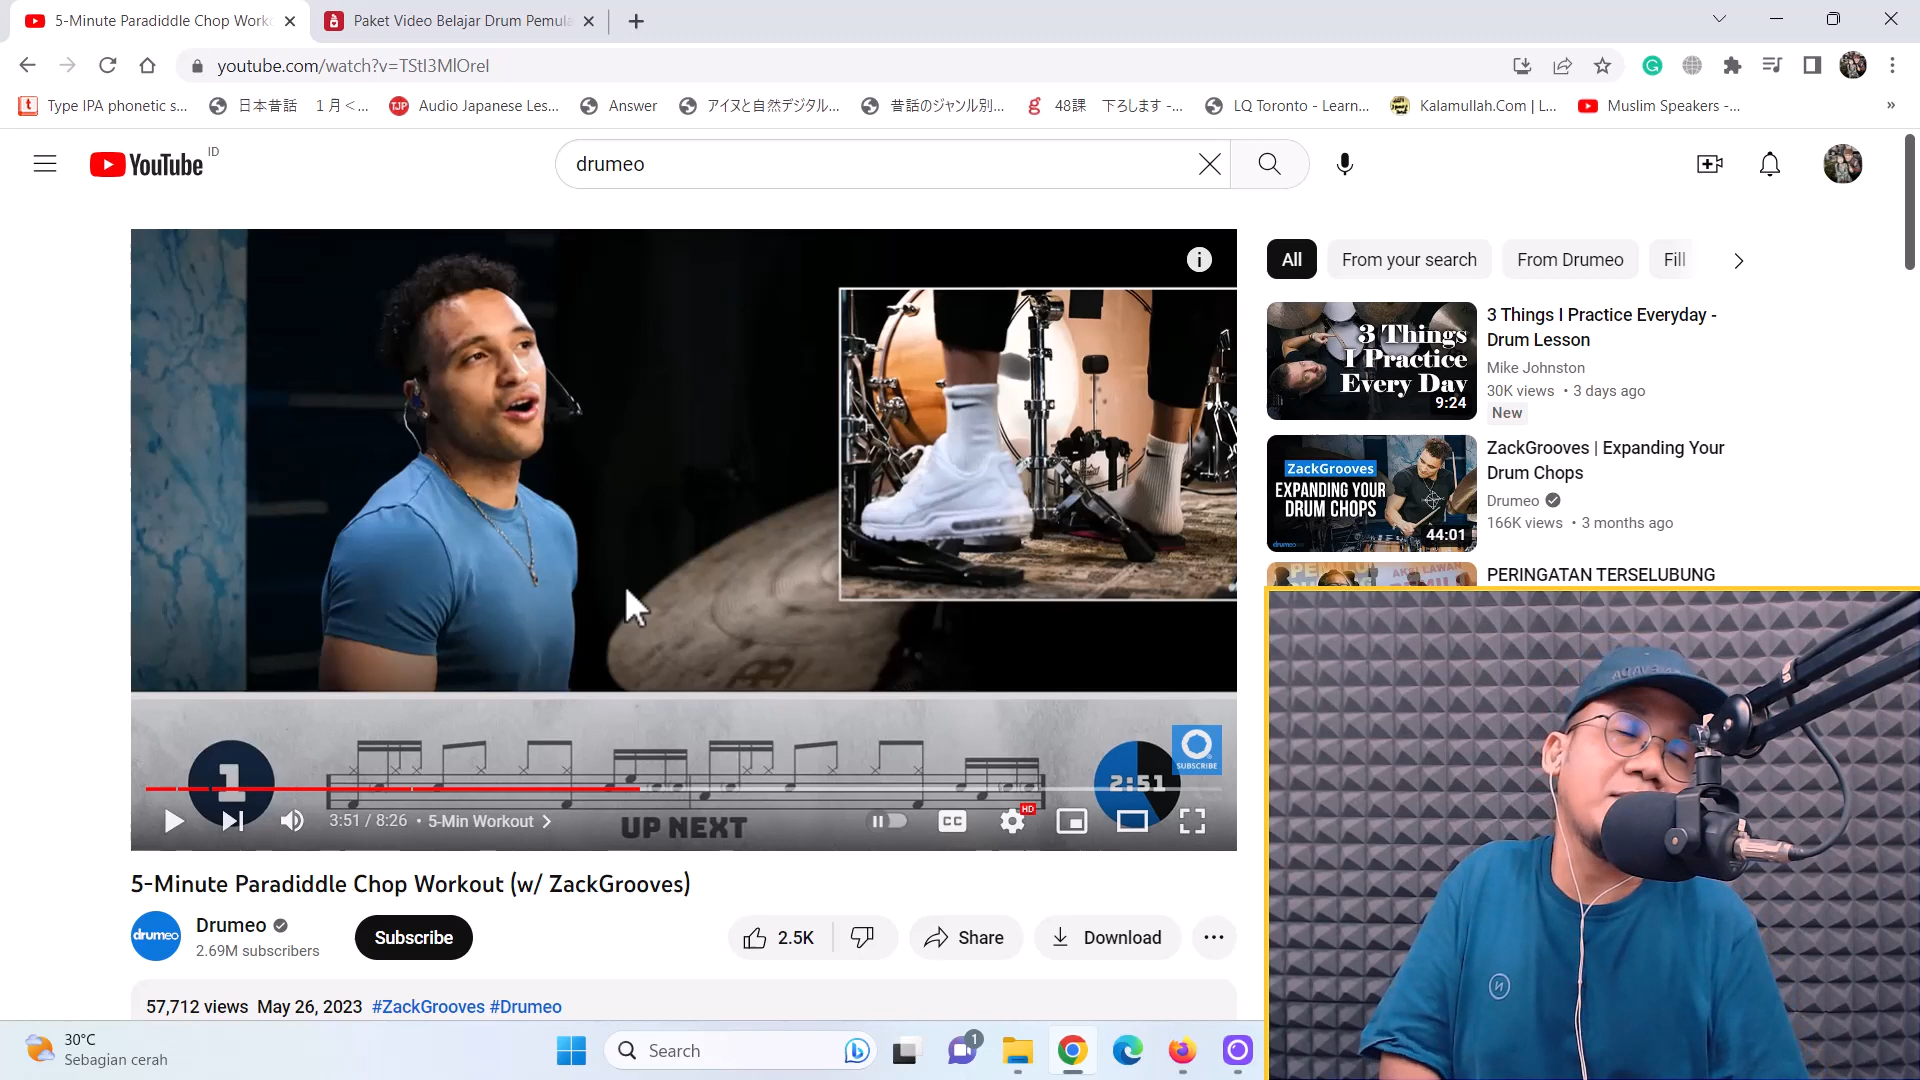 5-Minute Paradiddle Chop Work
Paket Video Belajar Drum Pemula
youtube.com/watch?v=TStI3MlOreI
Type IPA phonetic s...
日本昔話 1月<...
TJP Audio Japanese Les...
Answer
アイヌと自然デジタル...
昔話のジャンル別...
g 48課 下ろします -...
LQ Toronto - Learn...
Kalamullah.Com | L...
Muslim Speakers -...
YouTube ID
drumeo
All
From your search
From Drumeo
Fill
3 Things
I Practice
Every Day
9:24
3 Things I Practice Everyday -
Drum Lesson
Mike Johnston
30K views • 3 days ago
New
ZackGrooves
EXPANDING YOUR
DRUM CHOPS
44:01
drumeo
ZackGrooves | Expanding Your
Drum Chops
Drumeo
166K views • 3 months ago
PERINGATAN TERSELUBUNG
1
2:51
SUBSCRIBE
3:51 / 8:26 • 5-Min Workout
UP NEXT
CC
HD
5-Minute Paradiddle Chop Workout (w/ ZackGrooves)
drumeo
Drumeo
2.69M subscribers
Subscribe
2.5K
Share
Download
57,712 views May 26, 2023 #ZackGrooves #Drumeo
30°C
Sebagian cerah
Search
1